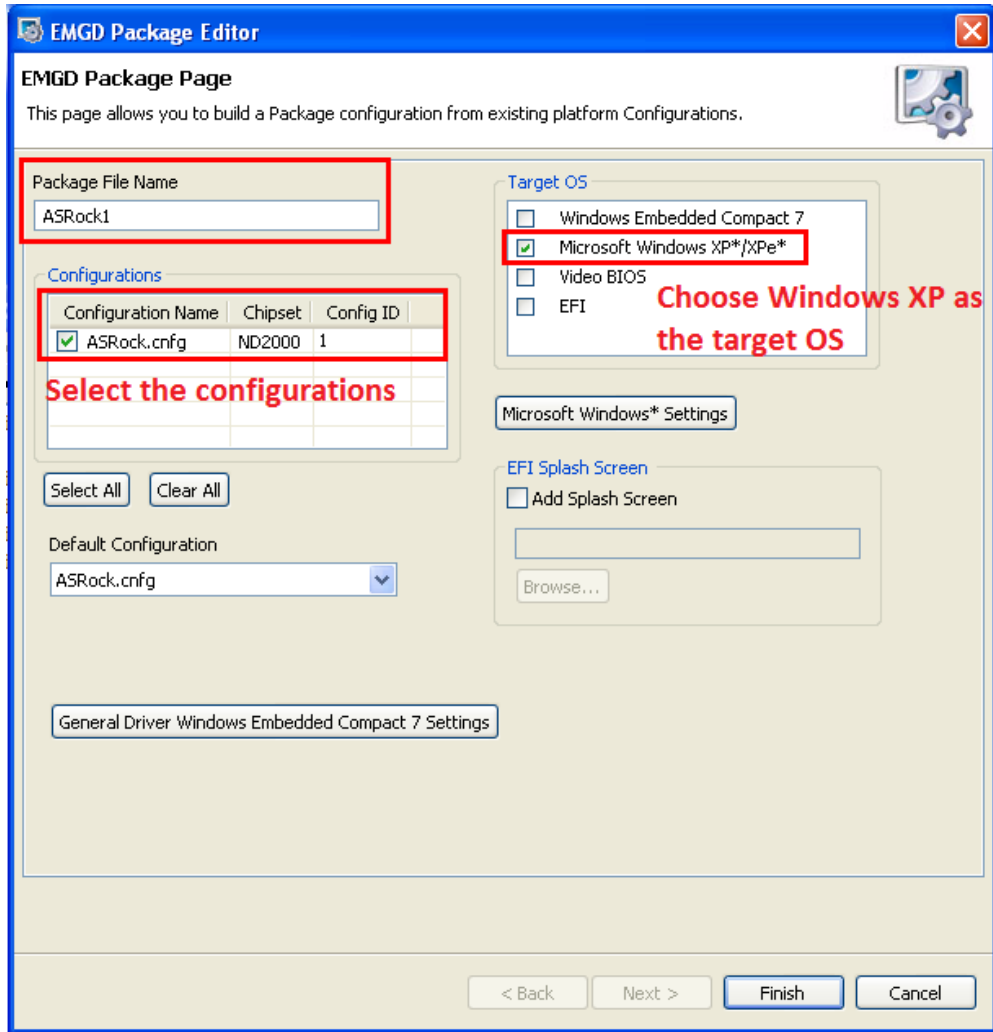 EMGD Package Editor
EMGD Package Page
This page allows you to build a Package configuration from existing platform Configurations.
Package File Name
ASRock1
Configurations
Configuration Name Chipset Config ID
ASRock.cnfg ND2000 1
Select the configurations
Select All Clear All
Default Configuration
ASRock.cnfg
General Driver Windows Embedded Compact 7 Settings
Target OS
Windows Embedded Compact 7
Microsoft Windows XP*/XPe*
Video BIOS
EFI
Choose Windows XP as
the target OS
Microsoft Windows* Settings
EFI Splash Screen
Add Splash Screen
Browse...
< Back Next > Finish Cancel